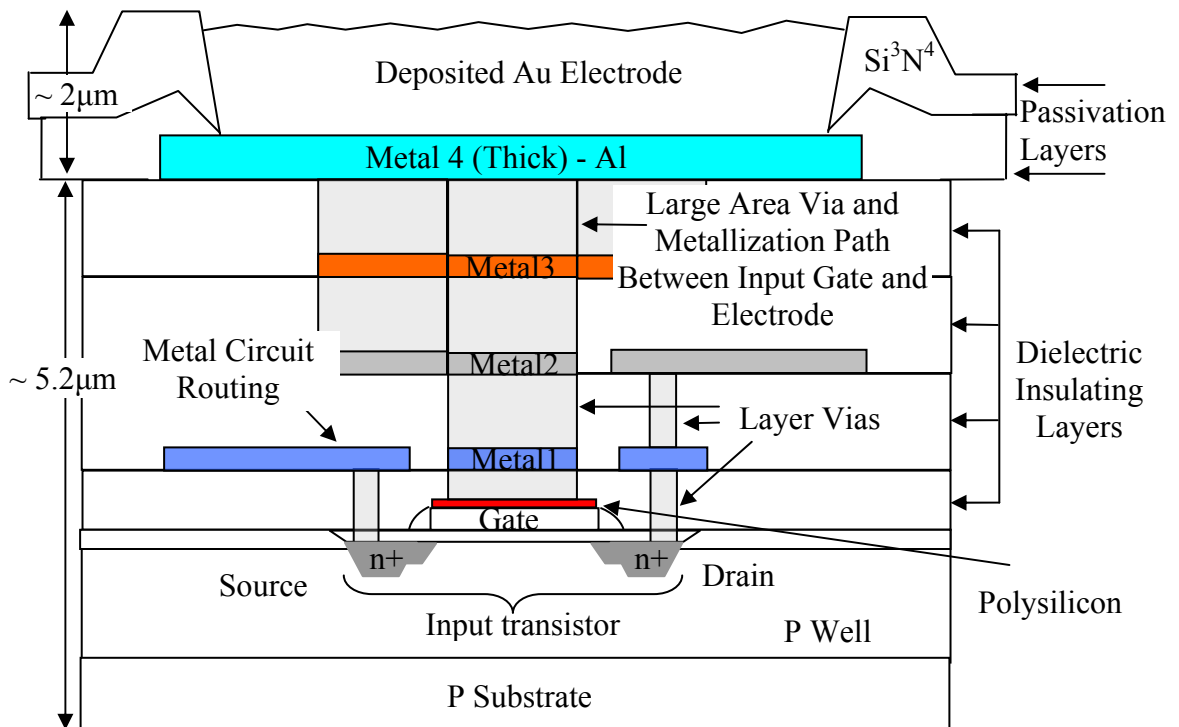 Deposited Au Electrode
Si³N⁴
~ 2μm
Passivation
Layers
Metal 4 (Thick) - Al
Large Area Via and
Metallization Path
Between Input Gate and
Electrode
Metal3
Metal Circuit
Routing
Metal2
~ 5.2μm
Dielectric
Insulating
Layers
Layer Vias
Metal1
Gate
n+
n+
Source
Drain
Polysilicon
Input transistor
P Well
P Substrate